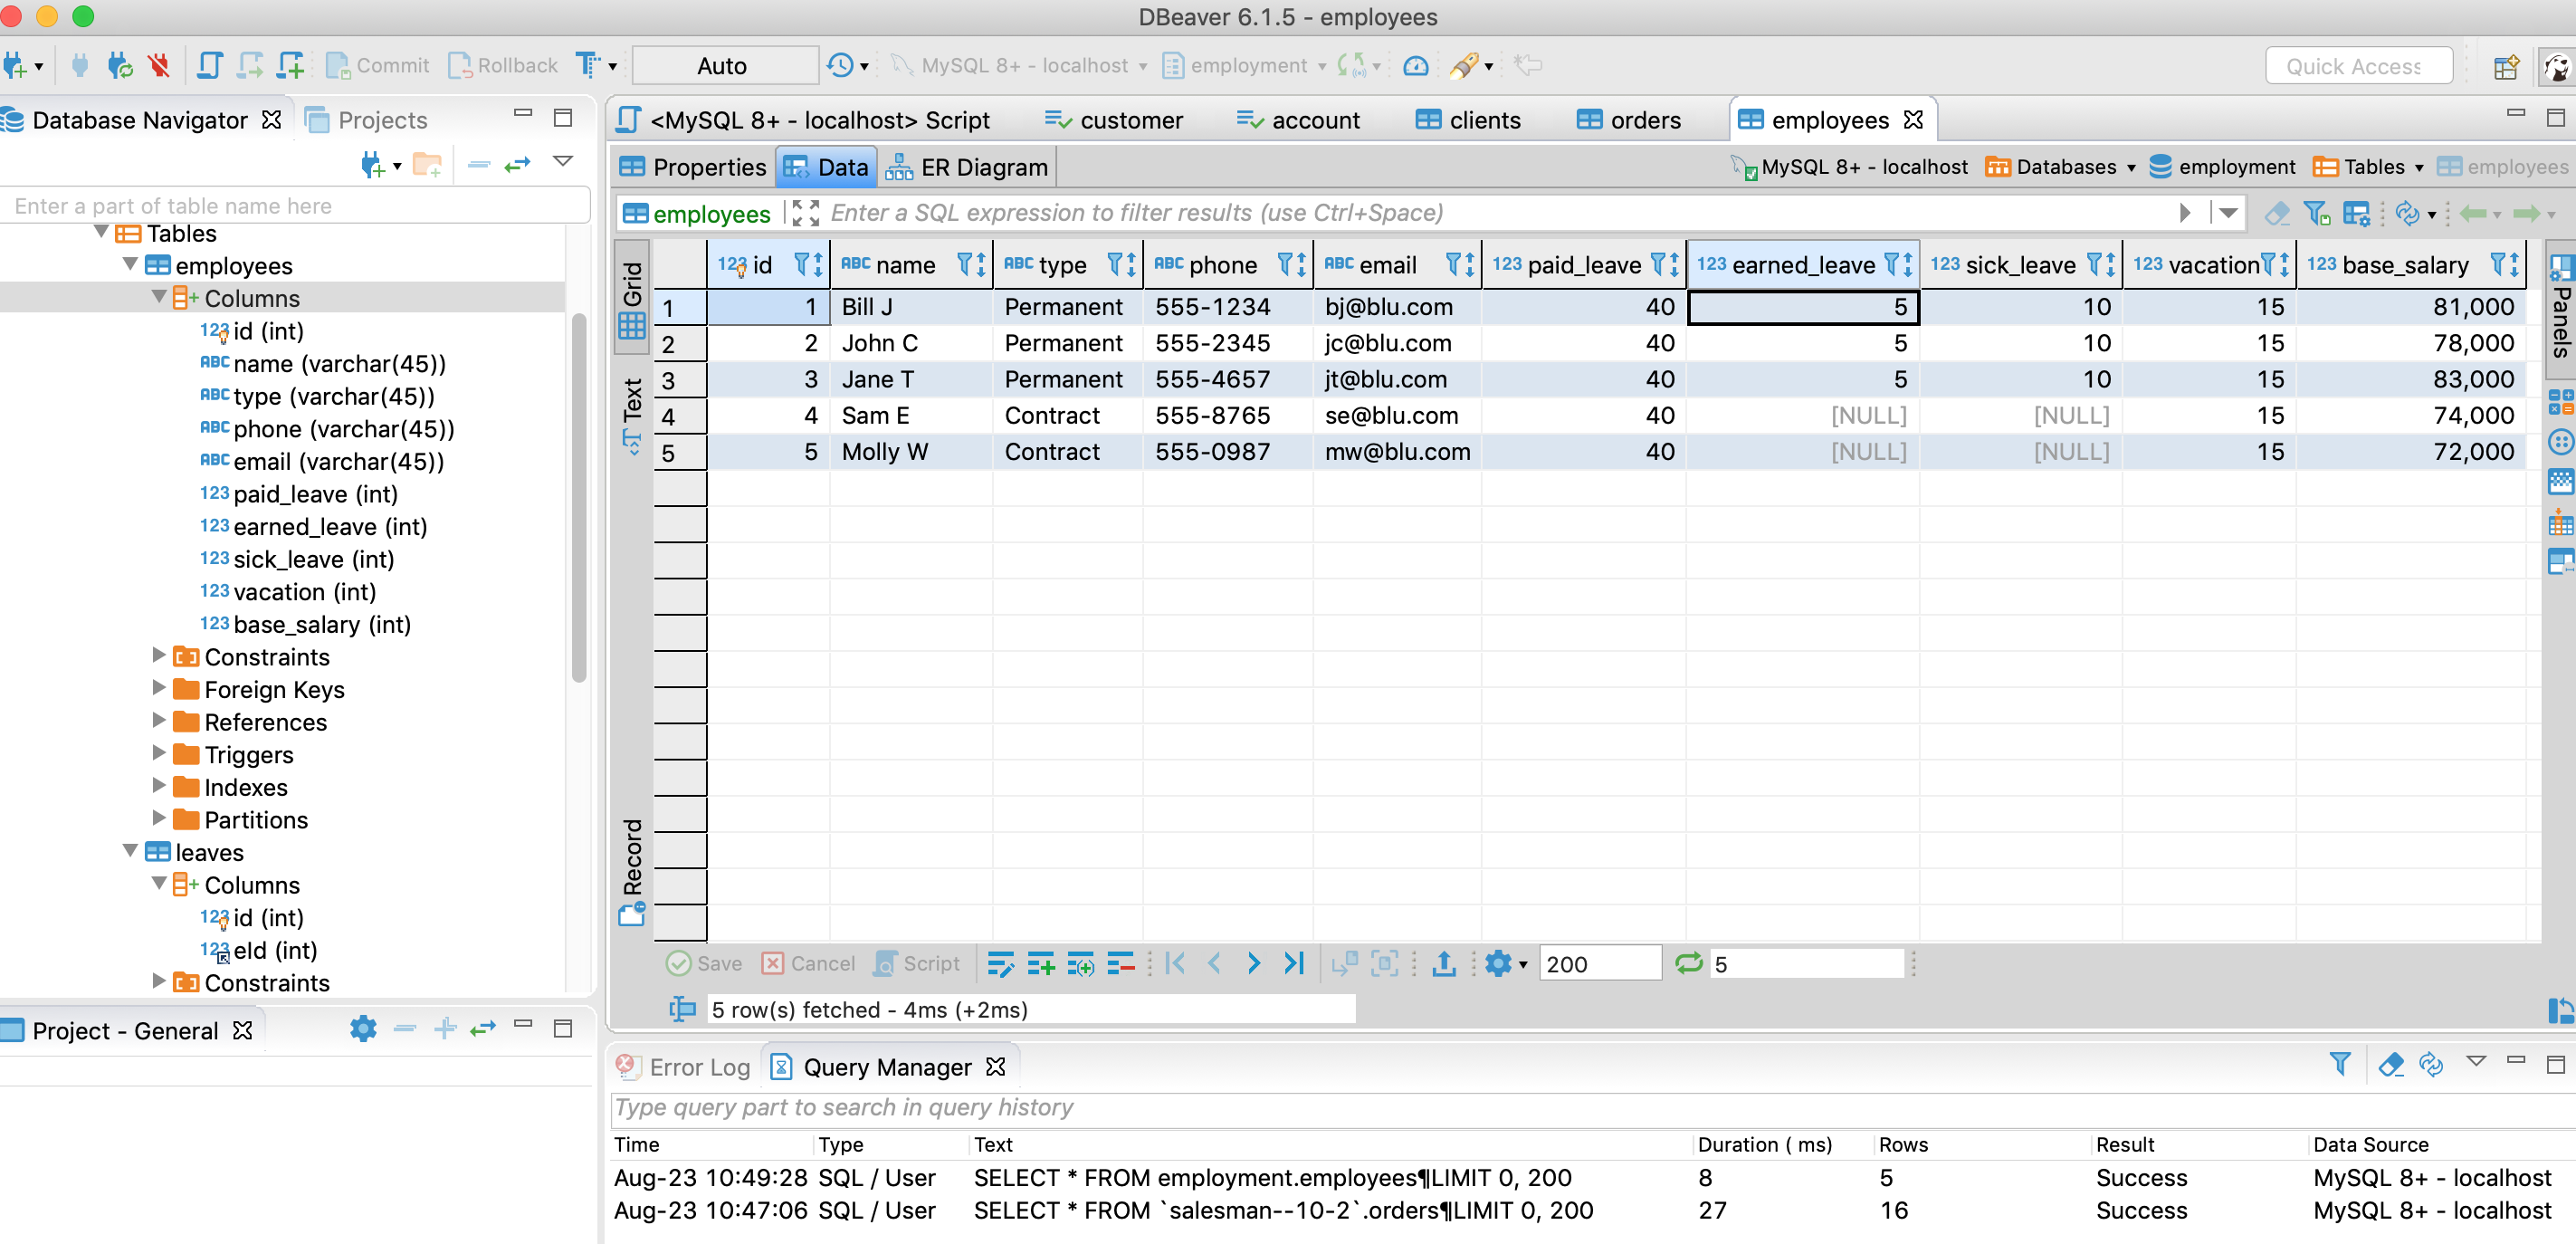 DBeaver 6.1.5 - employees
Commit Rollback Auto MySQL 8+ - localhost employment Quick Access
Database Navigator Projects
Enter a part of table name here
Tables
employees
Columns
123 id (int)
ABC name (varchar(45))
ABC type (varchar(45))
ABC phone (varchar(45))
ABC email (varchar(45))
123 paid_leave (int)
123 earned_leave (int)
123 sick_leave (int)
123 vacation (int)
123 base_salary (int)
Constraints
Foreign Keys
References
Triggers
Indexes
Partitions
leaves
Columns
123 id (int)
123 eId (int)
Constraints
Project - General
<MySQL 8+ - localhost> Script customer account clients orders employees
Properties Data ER Diagram MySQL 8+ - localhost Databases employment Tables employees
employees Enter a SQL expression to filter results (use Ctrl+Space)
Grid
Text
Record
123 id ABC name ABC type ABC phone ABC email 123 paid_leave 123 earned_leave 123 sick_leave 123 vacation 123 base_salary
1 1 Bill J Permanent 555-1234 bj@blu.com 40 5 10 15 81,000
2 2 John C Permanent 555-2345 jc@blu.com 40 5 10 15 78,000
3 3 Jane T Permanent 555-4657 jt@blu.com 40 5 10 15 83,000
4 4 Sam E Contract 555-8765 se@blu.com 40 [NULL] [NULL] 15 74,000
5 5 Molly W Contract 555-0987 mw@blu.com 40 [NULL] [NULL] 15 72,000
Panels
Save Cancel Script 200 5
5 row(s) fetched - 4ms (+2ms)
Error Log Query Manager
Type query part to search in query history
Time Type Text Duration ( ms) Rows Result Data Source
Aug-23 10:49:28 SQL / User SELECT * FROM employment.employees¶LIMIT 0, 200 8 5 Success MySQL 8+ - localhost
Aug-23 10:47:06 SQL / User SELECT * FROM `salesman--10-2`.orders¶LIMIT 0, 200 27 16 Success MySQL 8+ - localhost